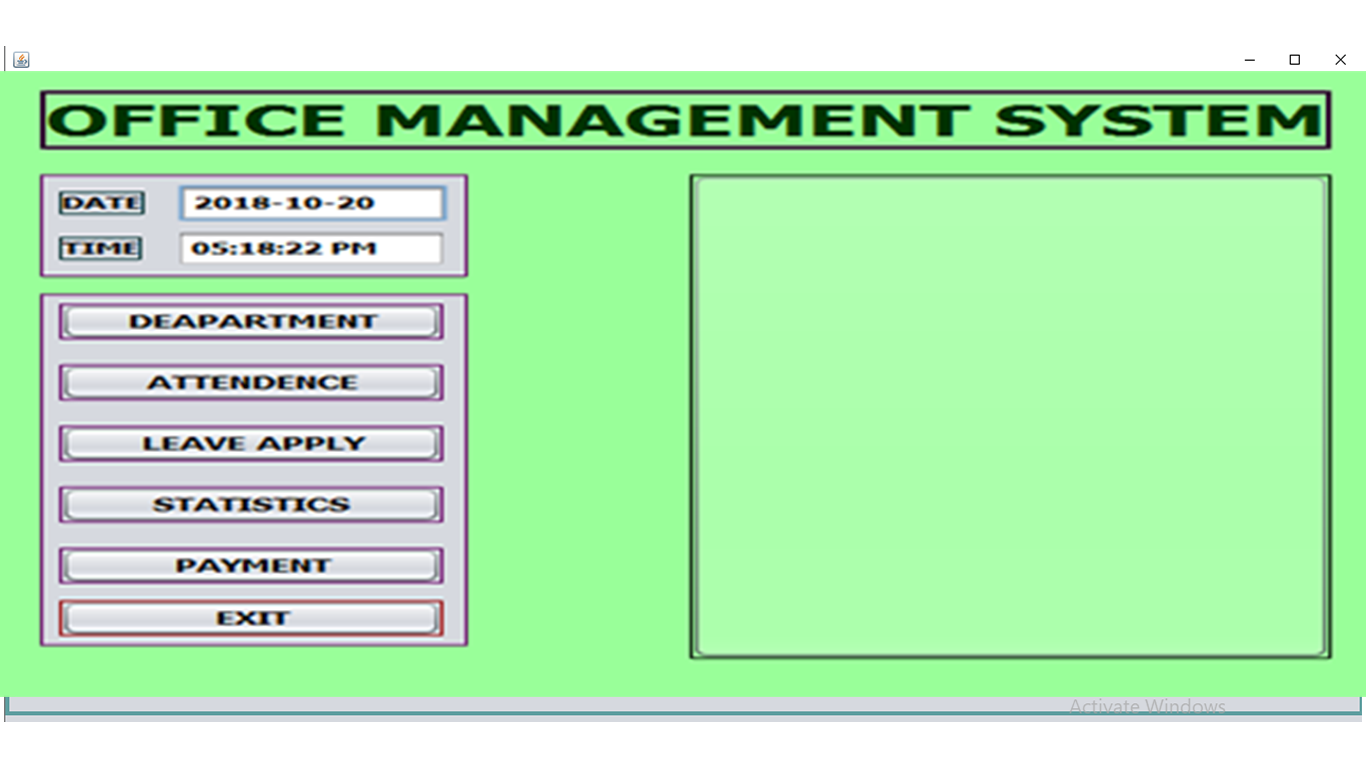 OFFICE MANAGEMENT SYSTEM
DATE 2018-10-20
TIME 05:18:22 PM
DEAPARTMENT
ATTENDENCE
LEAVE APPLY
STATISTICS
PAYMENT
EXIT
Activate Windows